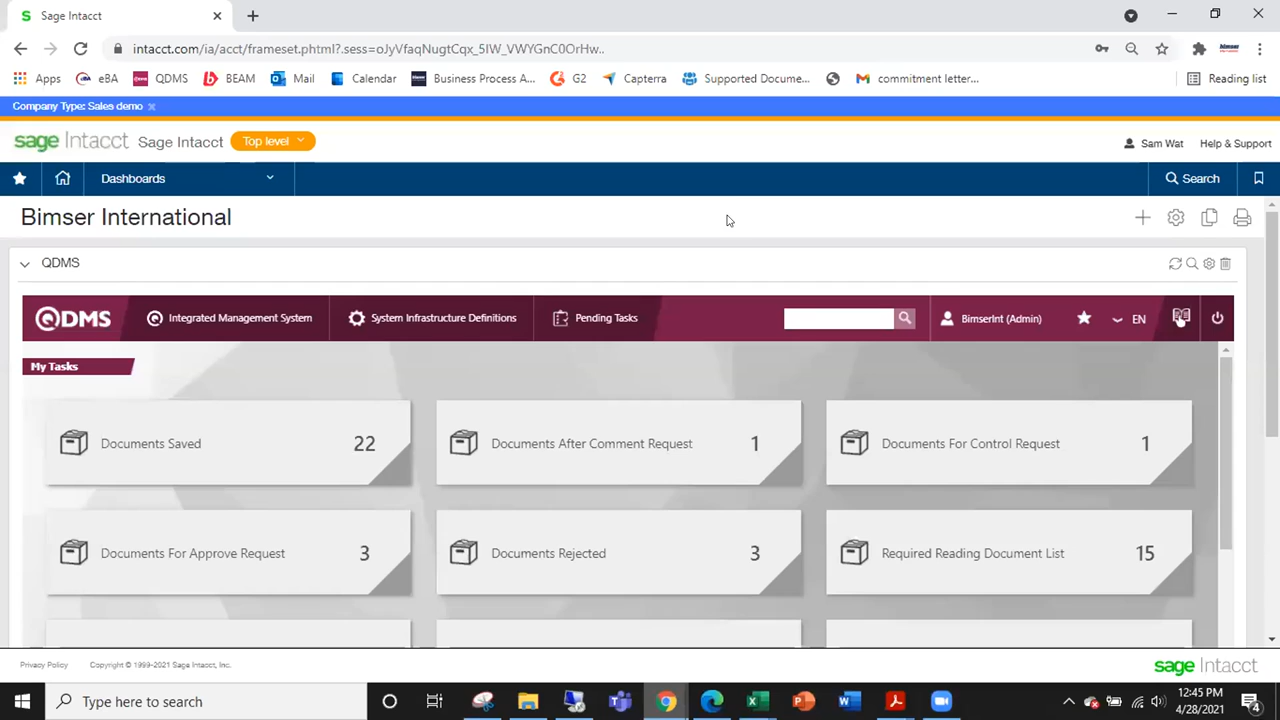 Sage Intacct
intacct.com/ia/acct/frameset.phtml?.sess=oJyVfaqNugtCqx_5IW_VWYGnC0OrHw..
Apps eBA QDMS BEAM Mail Calendar Business Process A... G2 Capterra Supported Docume... commitment letter... Reading list
Company Type: Sales demo
sage Intacct Sage Intacct Top level Sam Wat Help & Support
Dashboards Search
Bimser International
QDMS
QDMS Integrated Management System System Infrastructure Definitions Pending Tasks BimserInt (Admin) EN
My Tasks
Documents Saved 22 Documents After Comment Request 1 Documents For Control Request 1
Documents For Approve Request 3 Documents Rejected 3 Required Reading Document List 15
Privacy Policy Copyright © 1999-2021 Sage Intacct, Inc. sage Intacct
Type here to search 12:45 PM
4/28/2021 4